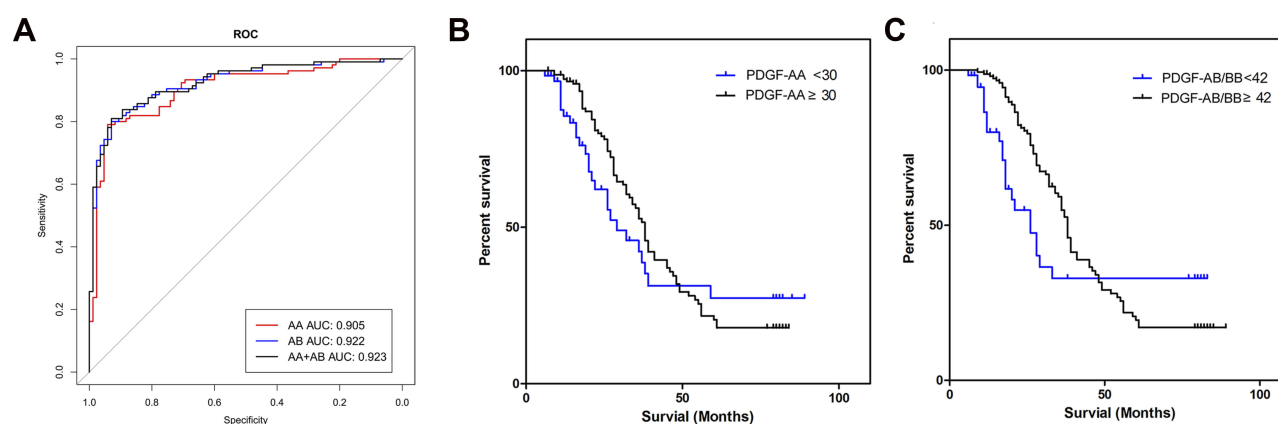 A
ROC
Sensitivity
1.0
0.8
0.6
0.4
0.2
0.0
AA AUC: 0.905
AB AUC: 0.922
AA+AB AUC: 0.923
1.0 0.8 0.6 0.4 0.2 0.0
Specificity
B
Percent survival
100
50
0
PDGF-AA <30
PDGF-AA ≥ 30
0 50 100
Survial (Months)
C
Percent survival
100
50
0
PDGF-AB/BB<42
PDGF-AB/BB≥ 42
0 50 100
Survial (Months)